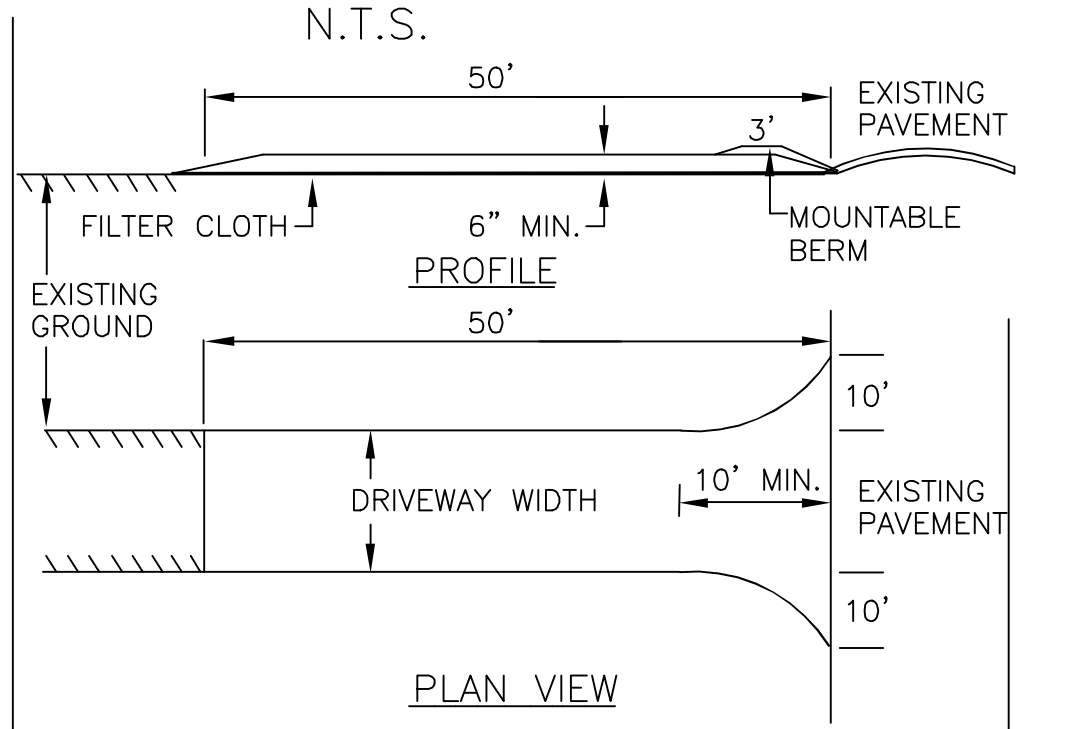 N.T.S.
50'
EXISTING
PAVEMENT
3'
FILTER CLOTH
6" MIN.
MOUNTABLE
BERM
PROFILE
EXISTING
GROUND
50'
10'
DRIVEWAY WIDTH
10' MIN.
EXISTING
PAVEMENT
10'
PLAN VIEW